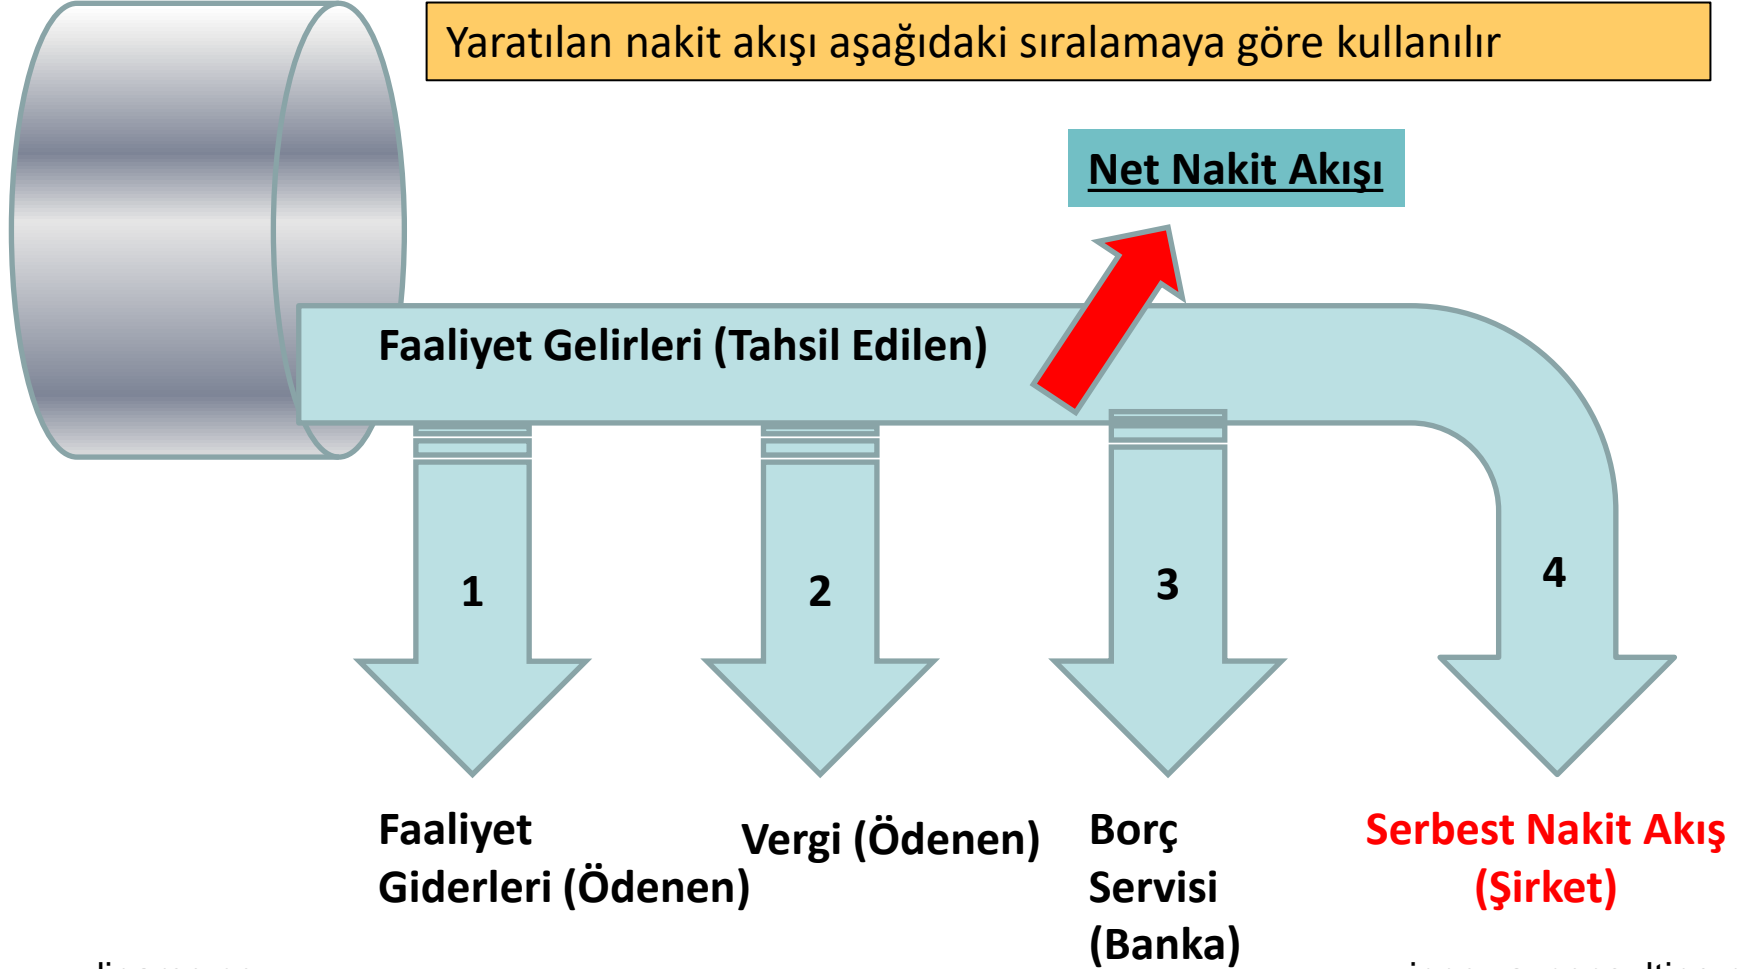 Yaratılan nakit akışı aşağıdaki sıralamaya göre kullanılır
Net Nakit Akışı
Faaliyet Gelirleri (Tahsil Edilen)
1
2
3
4
Faaliyet
Giderleri (Ödenen)
Vergi (Ödenen)
Borç
Servisi
(Banka)
Serbest Nakit Akış
(Şirket)